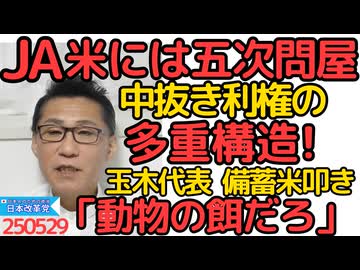 JA米には五次問屋
中抜き利権の
多重構造!
玉木代表 備蓄米叩き
「動物の餌だろ」
日本改革党
250529